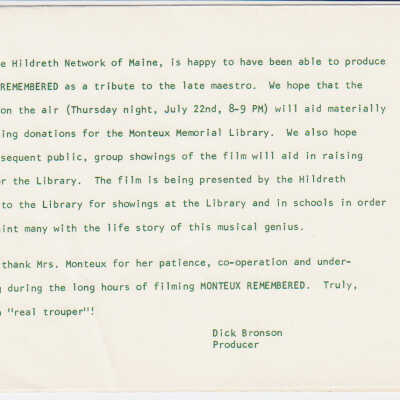 e Hildreth Network of Maine, is happy to have been able to produce
REMEMBERED as a tribute to the late maestro. We hope that the
on the air (Thursday night, July 22nd, 8-9 PM) will aid materially
ing donations for the Monteux Memorial Library. We also hope
sequent public, group showings of the film will aid in raising
r the Library. The film is being presented by the Hildreth
to the Library for showings at the Library and in schools in order
int many with the life story of this musical genius.
thank Mrs. Monteux for her patience, co-operation and under-
g during the long hours of filming MONTEUX REMEMBERED. Truly,
"real trouper"!
Dick Bronson
Producer